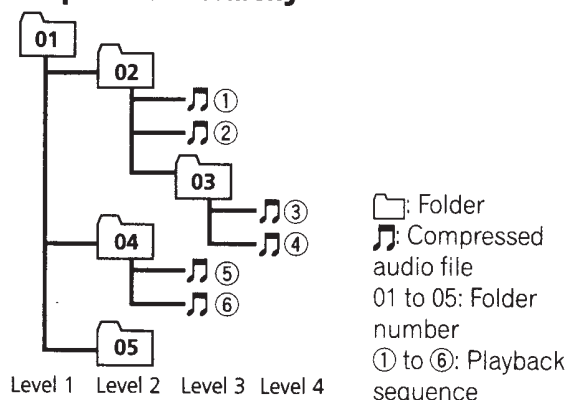 01
02
①
②
03
③
④
04
⑤
⑥
05
Level 1 Level 2 Level 3 Level 4
: Folder
: Compressed
audio file
01 to 05: Folder
number
① to ⑥: Playback
sequence